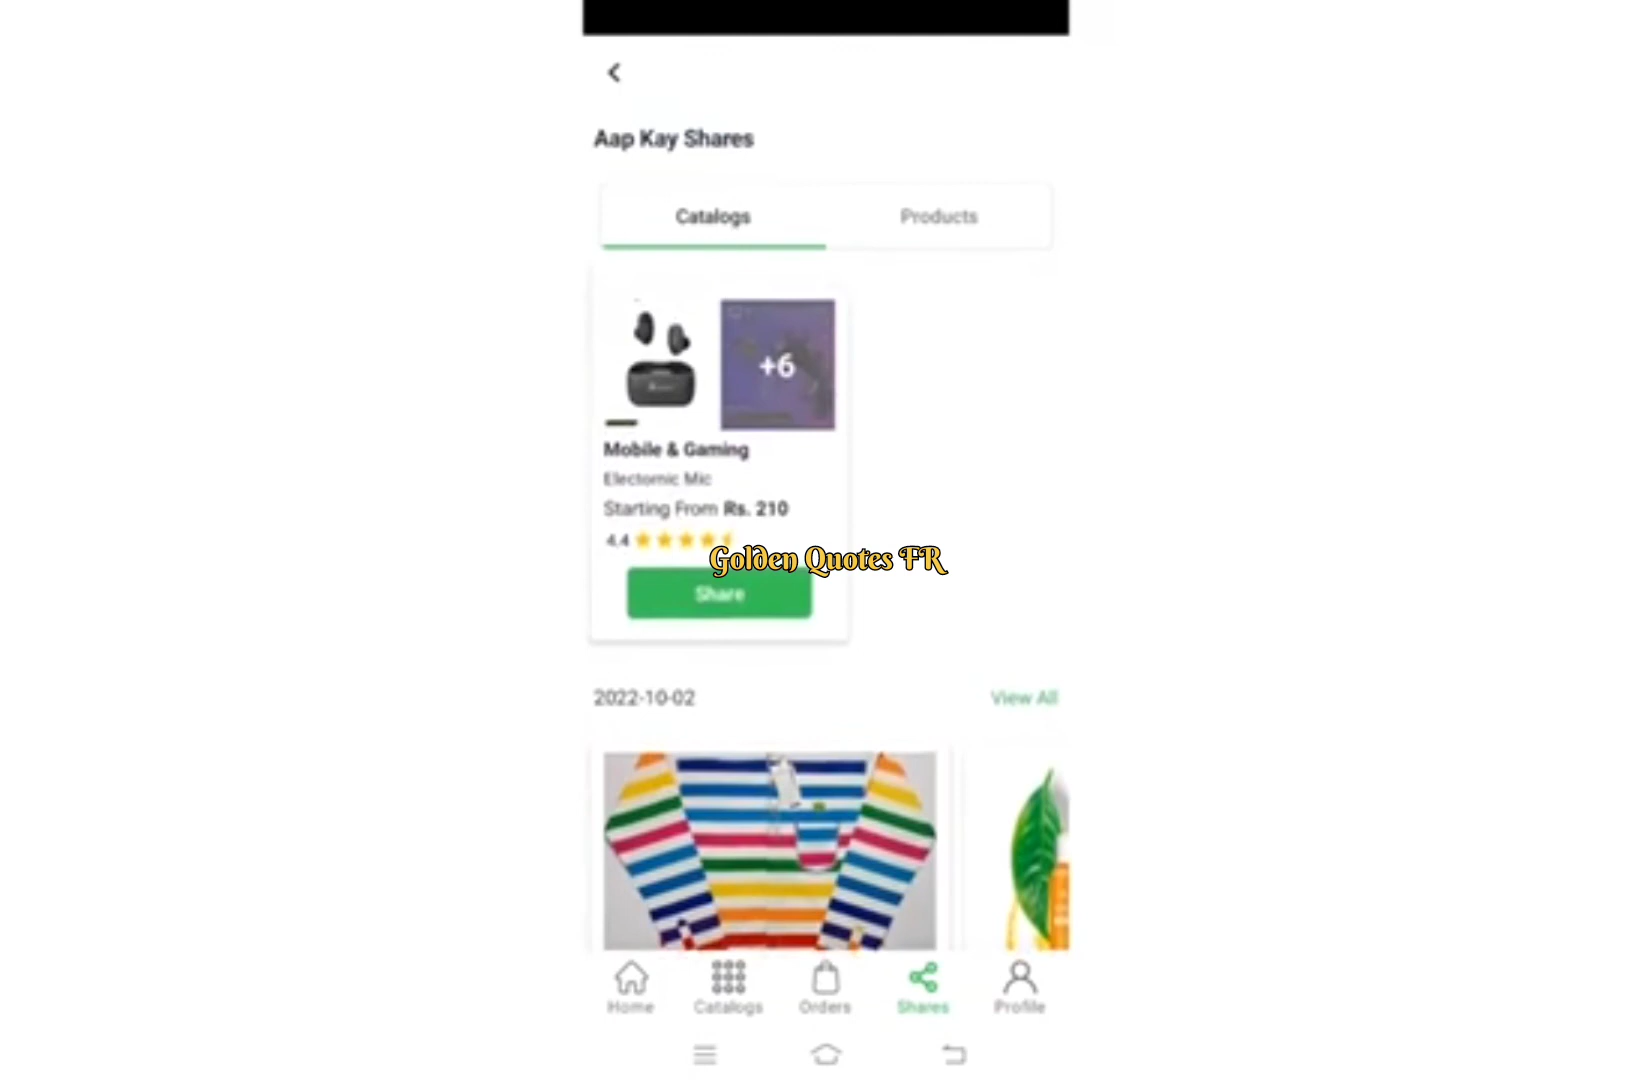 Aap Kay Shares
Catalogs
Products
+6
Mobile & Gaming
Electornic Mic
Starting From Rs. 210
4.4
Golden Quotes FR
Share
2022-10-02
View All
Home
Catalogs
Orders
Shares
Profile